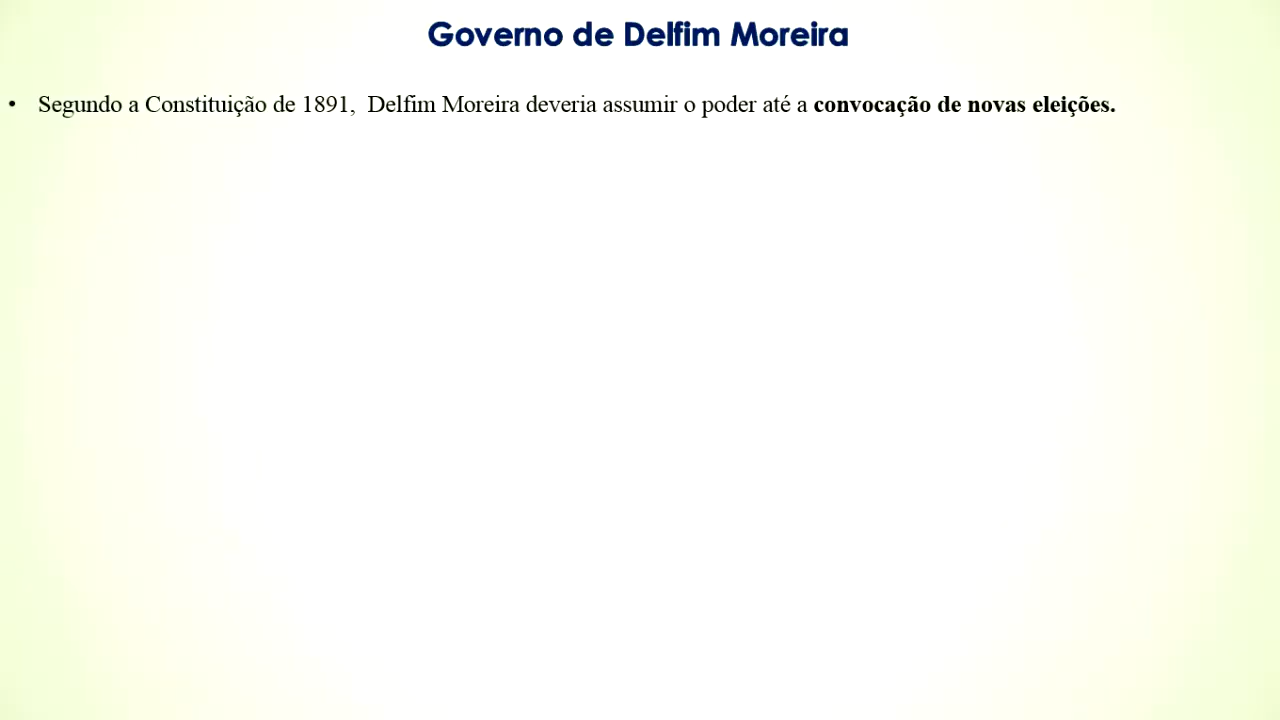 Governo de Delfim Moreira
• Segundo a Constituição de 1891, Delfim Moreira deveria assumir o poder até a convocação de novas eleições.